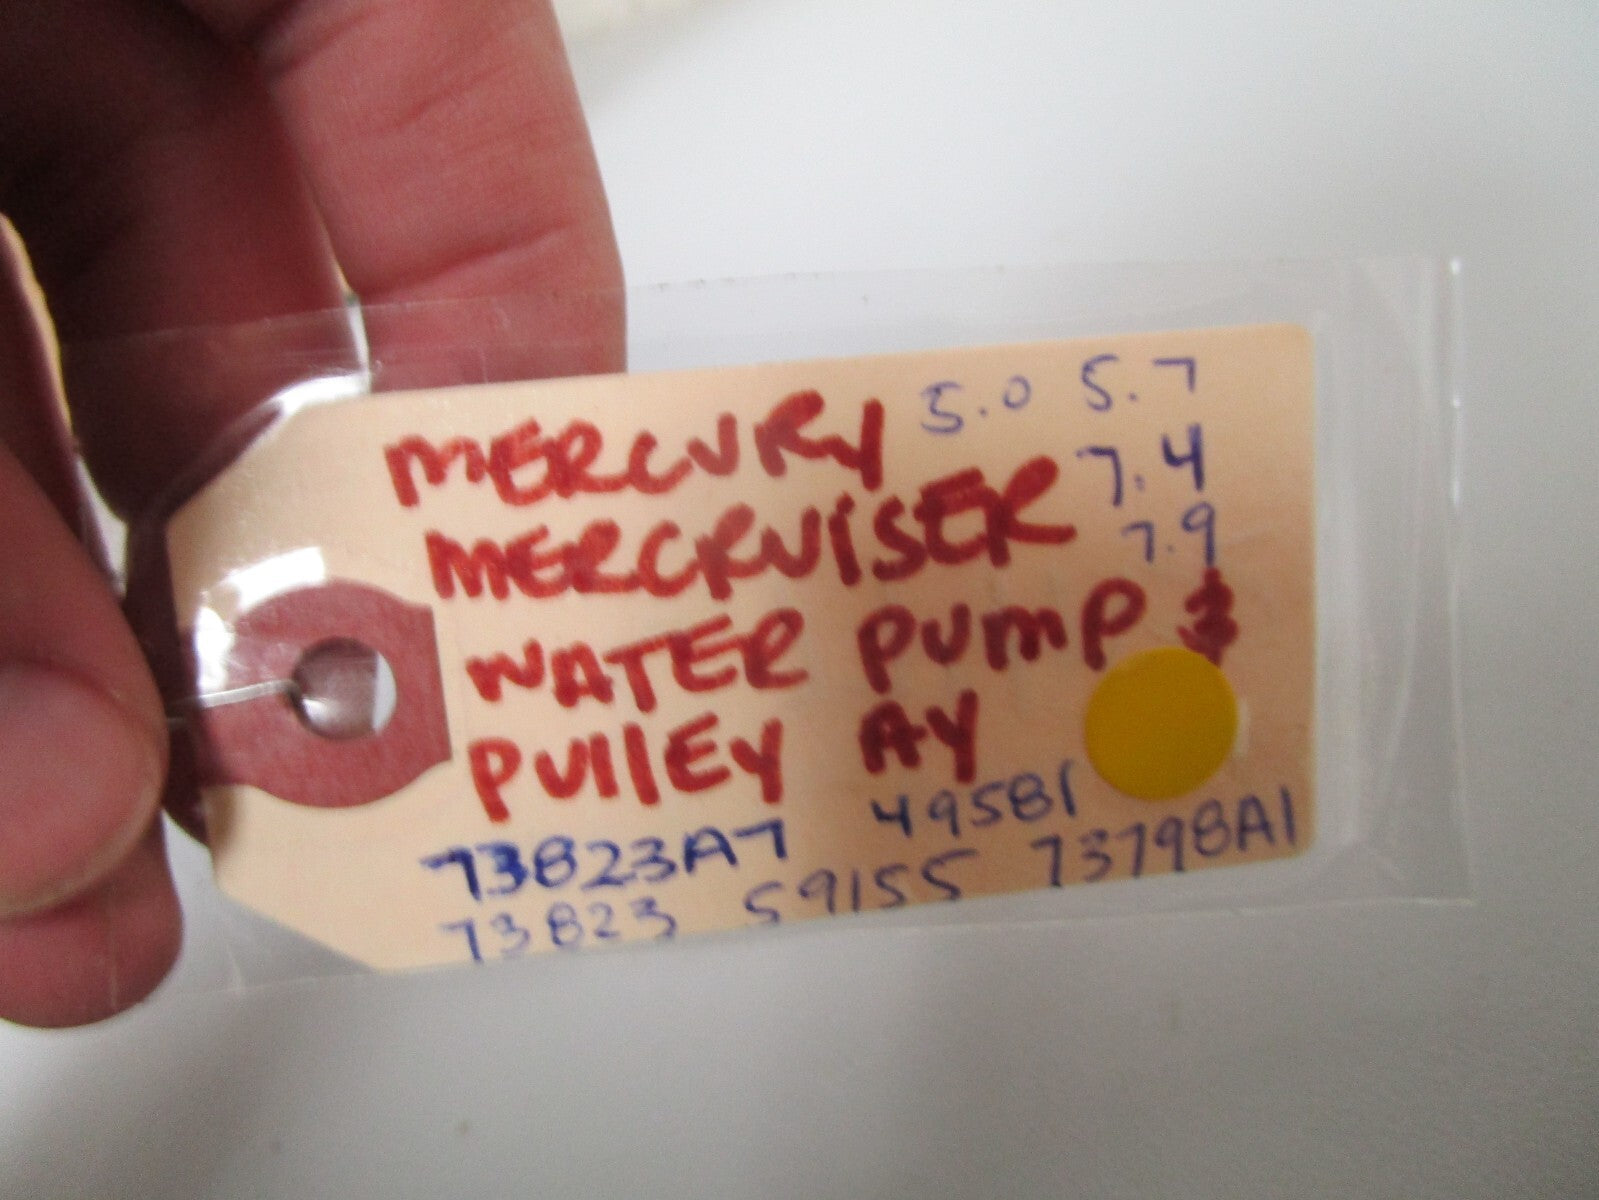 MERCURY 5.0 5.7
MERCRUISER 7.4
7.9
WATER PUMP &
PULLEY AY
73823A7 49581
73823 59155 73798A1